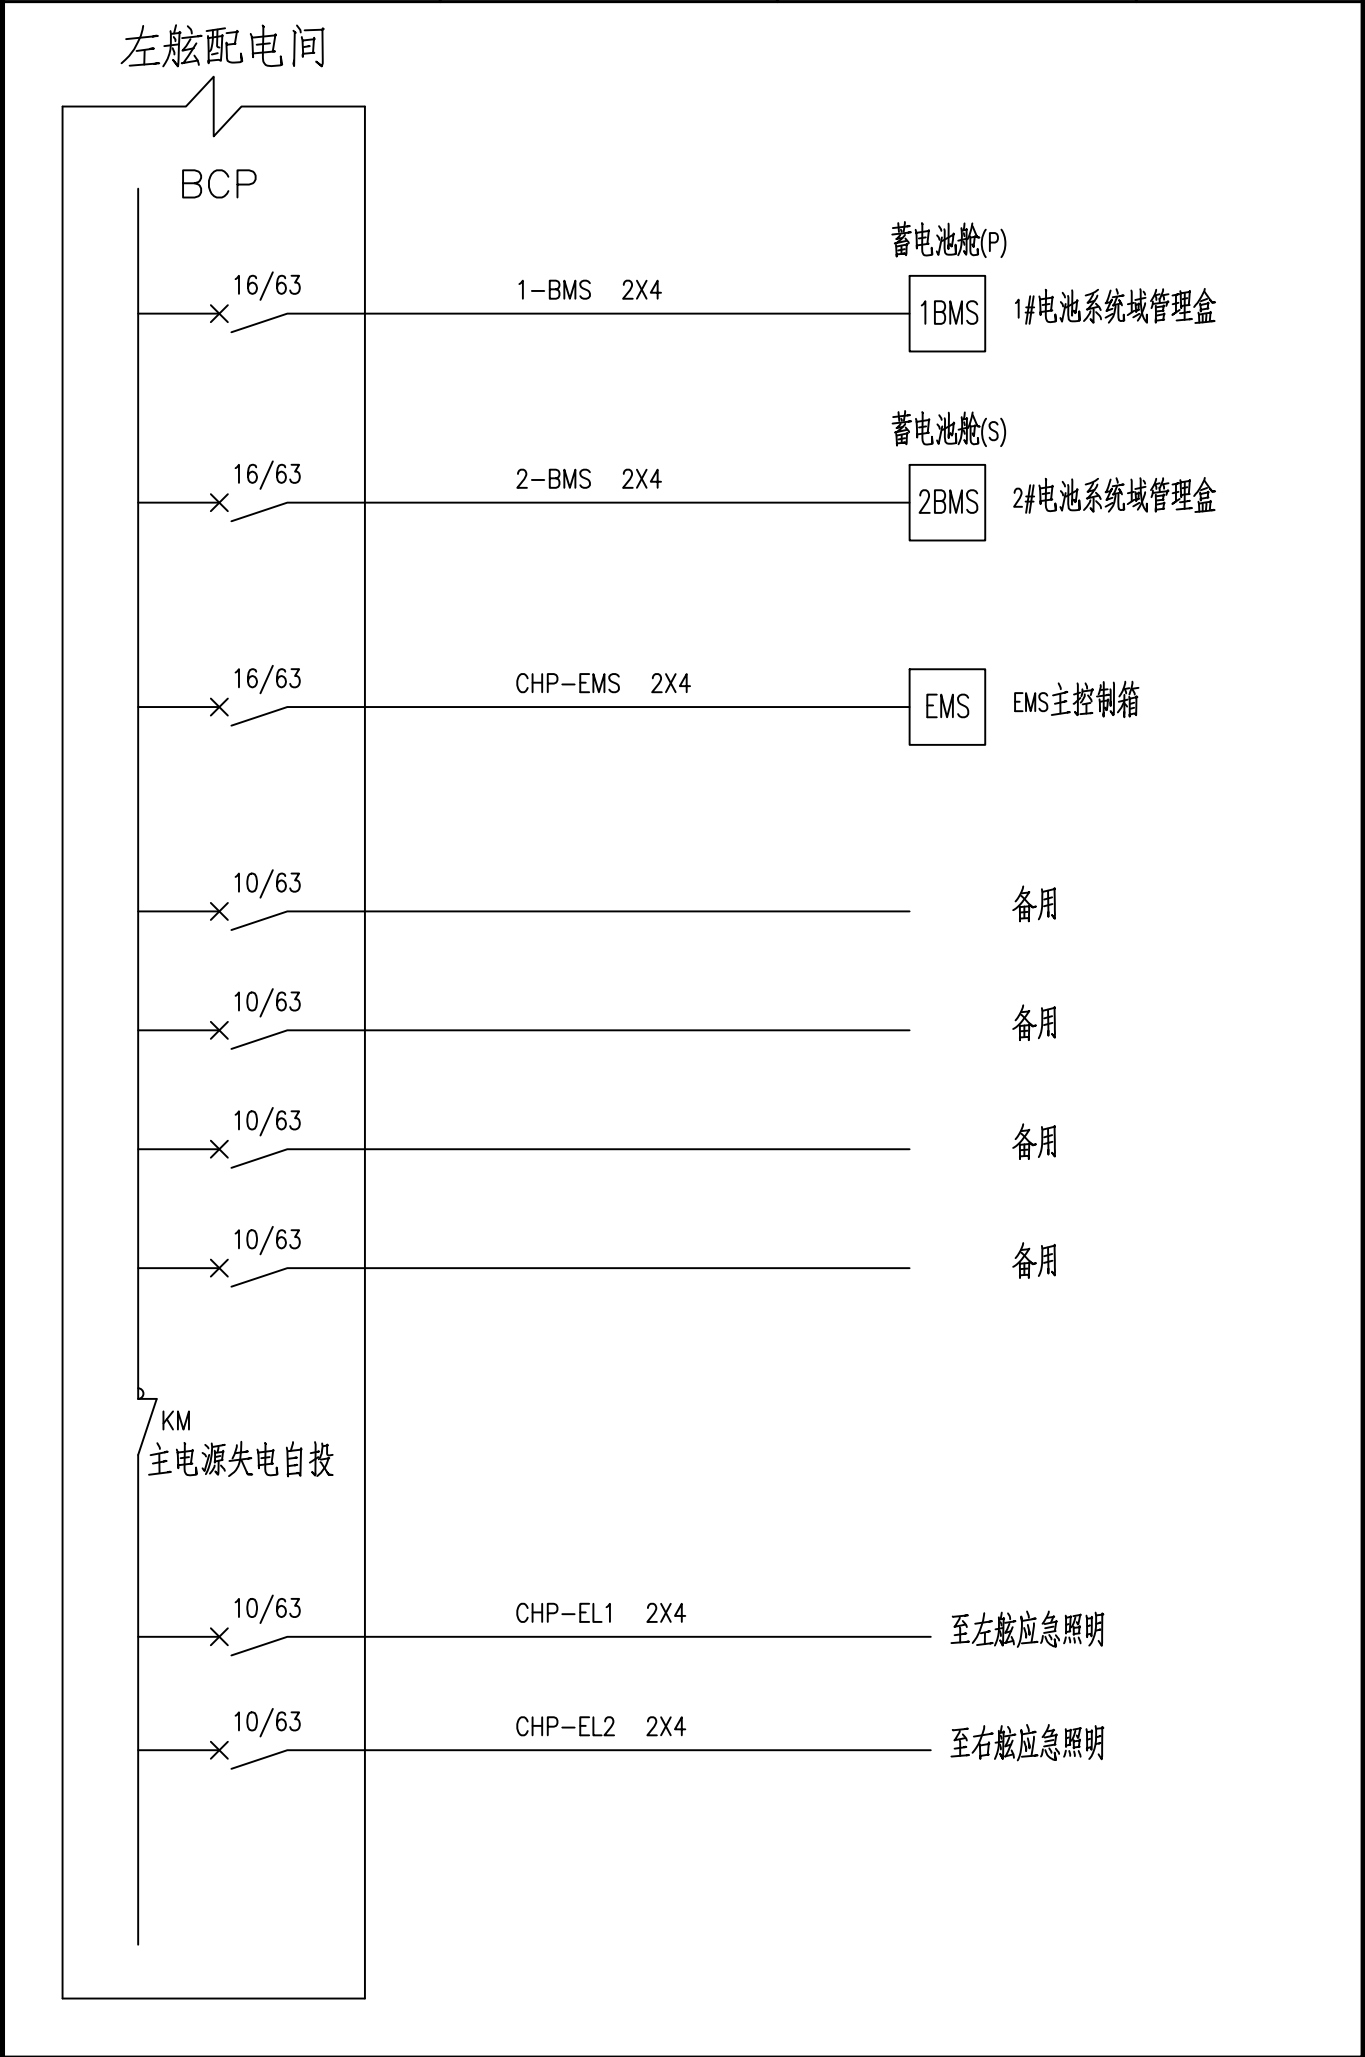 左舷配电间
BCP
蓄电池舱(P)
16/63
1-BMS 2X4
1BMS
1#电池系统域管理盒
蓄电池舱(S)
16/63
2-BMS 2X4
2BMS
2#电池系统域管理盒
16/63
CHP-EMS 2X4
EMS
EMS主控制箱
10/63
备用
10/63
备用
10/63
备用
10/63
备用
KM
主电源失电自投
10/63
CHP-EL1 2X4
至左舷应急照明
10/63
CHP-EL2 2X4
至右舷应急照明